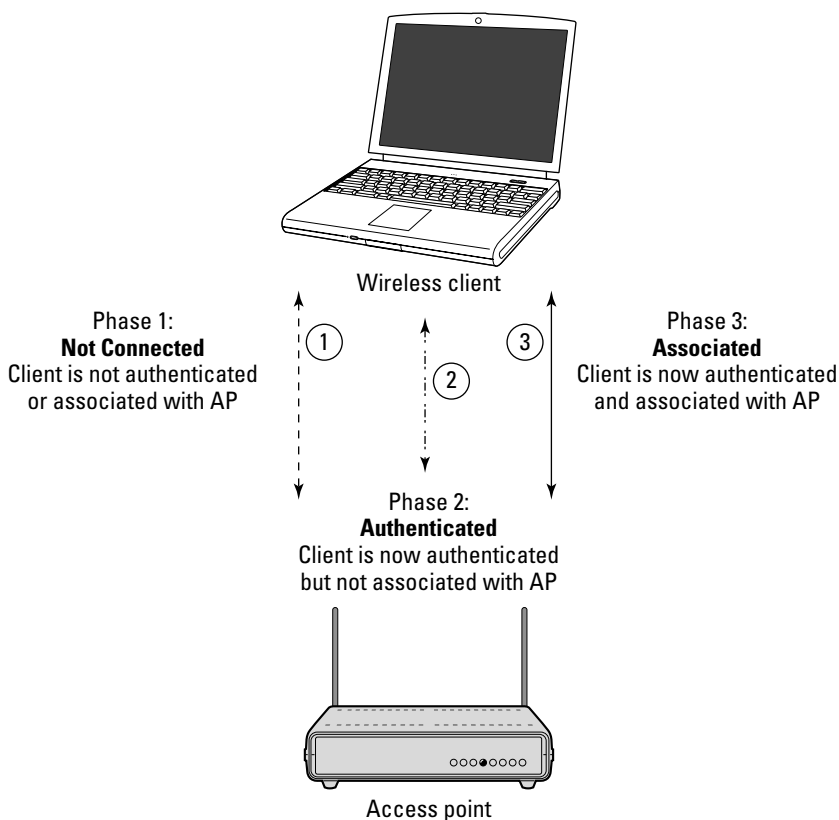 Wireless client
Phase 1:
Not Connected
Client is not authenticated
or associated with AP
1
2
3
Phase 3:
Associated
Client is now authenticated
and associated with AP
Phase 2:
Authenticated
Client is now authenticated
but not associated with AP
Access point